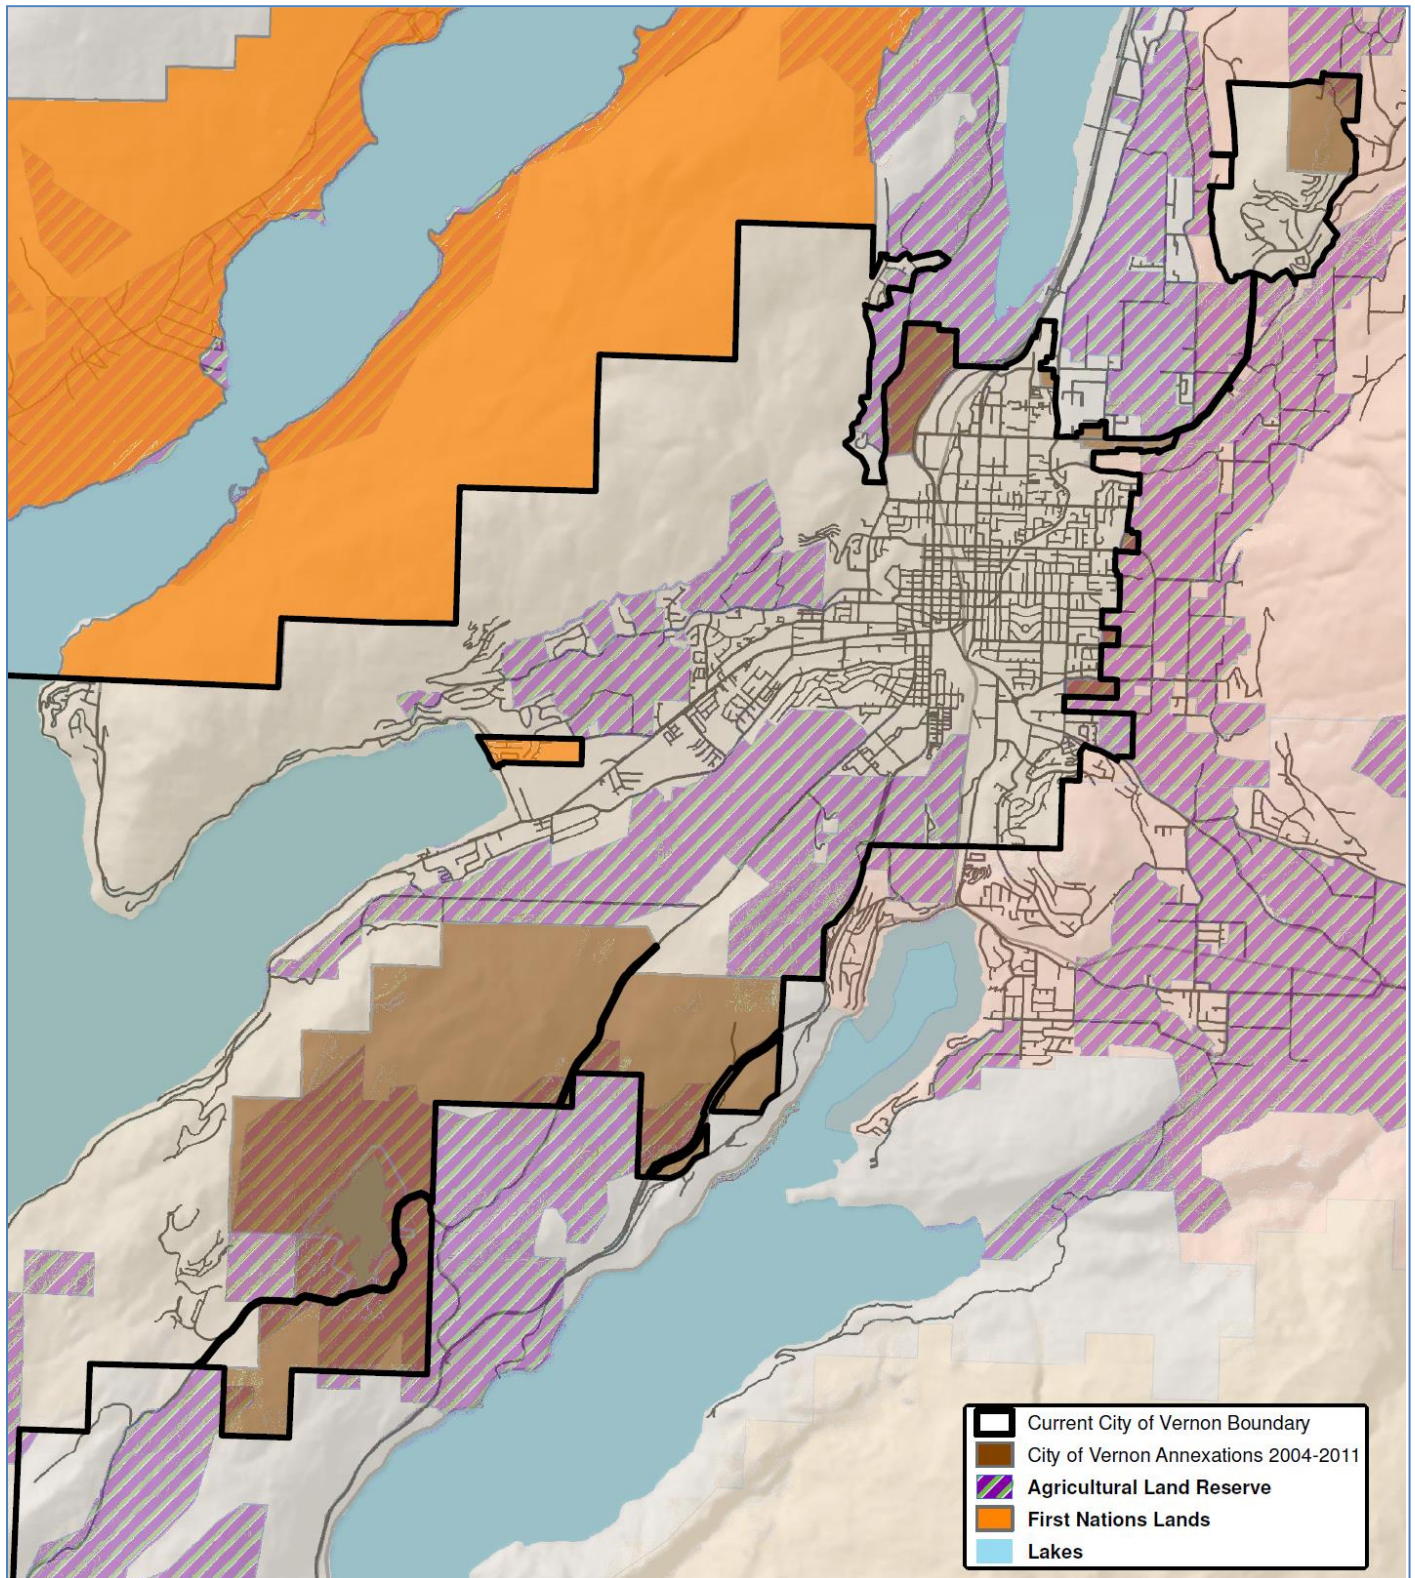 Current City of Vernon Boundary
City of Vernon Annexations 2004-2011
Agricultural Land Reserve
First Nations Lands
Lakes